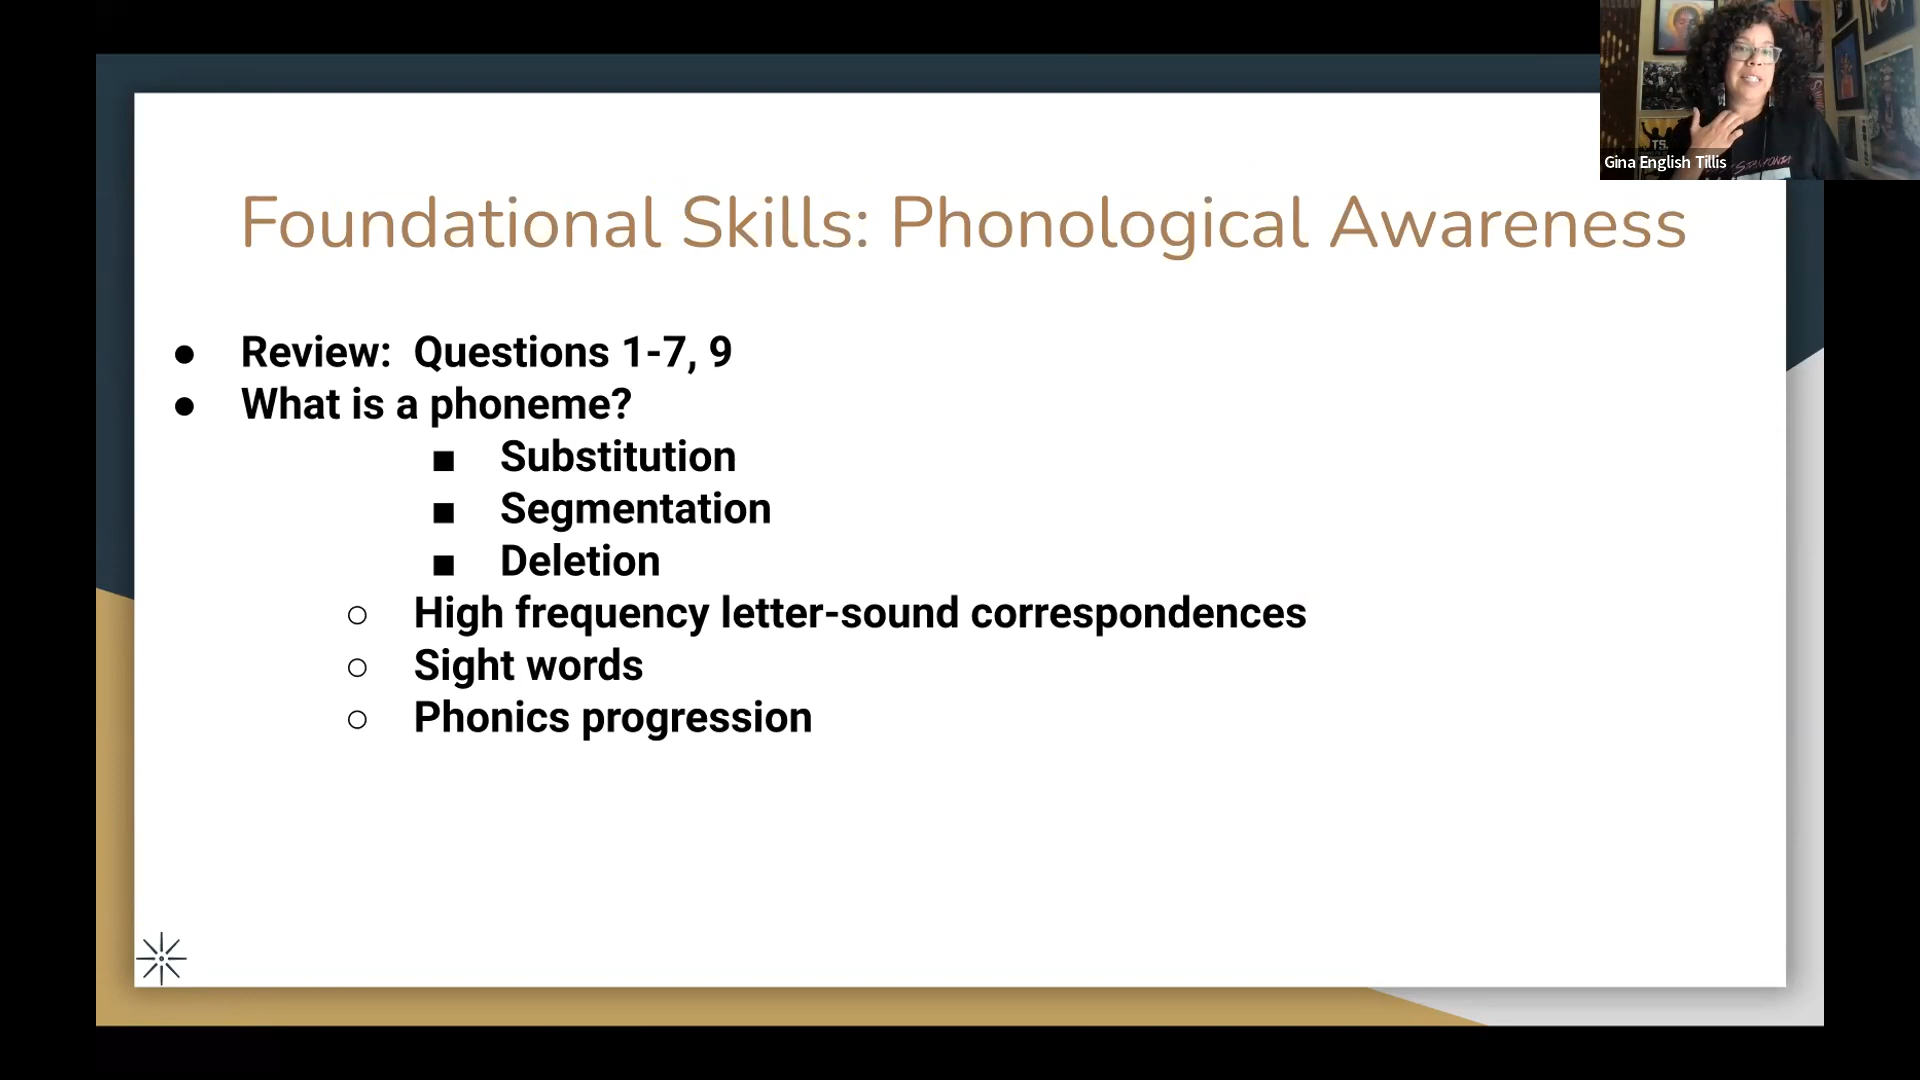 Foundational Skills: Phonological Awareness
● Review: Questions 1-7, 9
● What is a phoneme?
■ Substitution
■ Segmentation
■ Deletion
○ High frequency letter-sound correspondences
○ Sight words
○ Phonics progression
Gina English Tillis